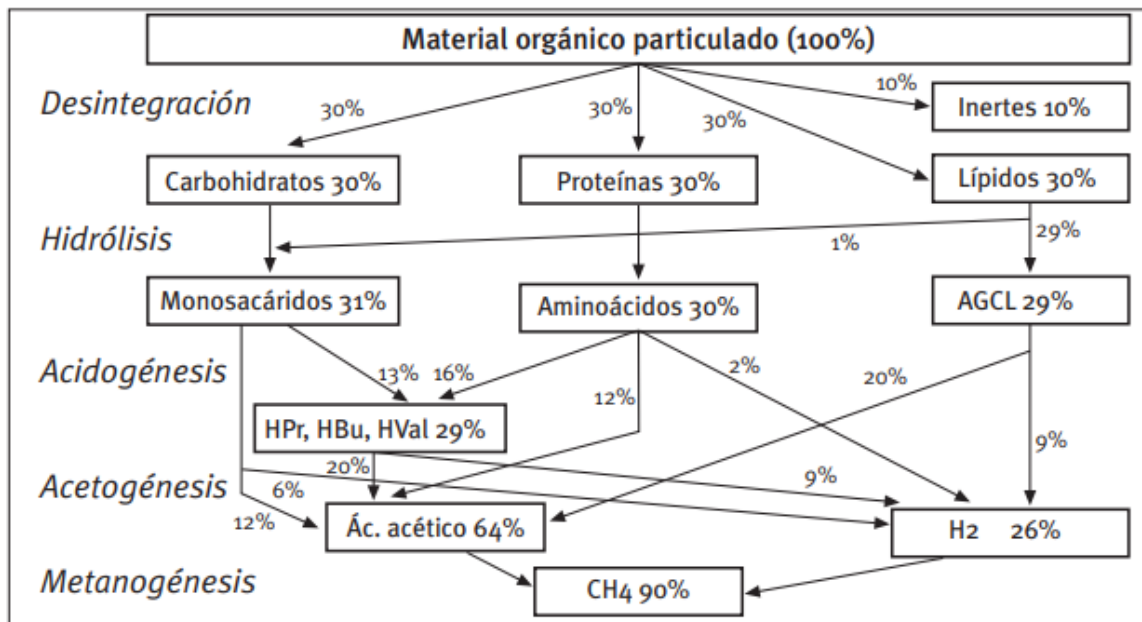 Material orgánico particulado (100%)
Desintegración
30%
30%
30%
10%
Inertes 10%
Carbohidratos 30%
Proteínas 30%
Lípidos 30%
Hidrólisis
1%
29%
Monosacáridos 31%
Aminoácidos 30%
AGCL 29%
Acidogénesis
13%
16%
12%
2%
20%
9%
HPr, HBu, HVal 29%
Acetogénesis
20%
6%
12%
9%
Ác. acético 64%
H2 26%
Metanogénesis
CH4 90%